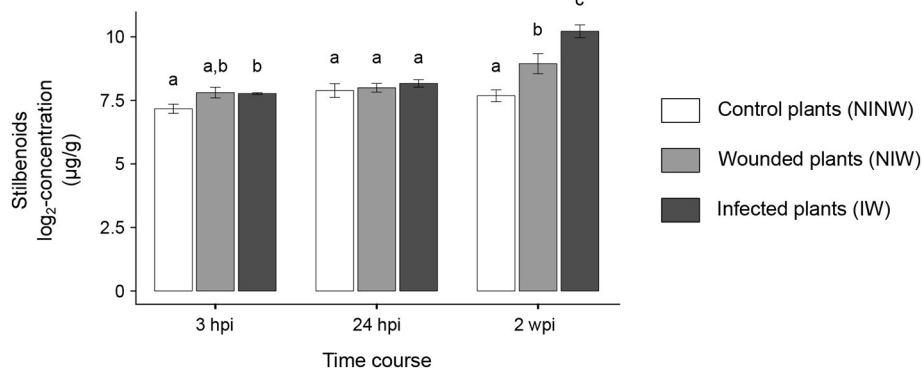 c
b
a
a
a
a
a
a,b
b
10
7.5
5
2.5
0
Stilbenoids
log₂-concentration
(µg/g)
3 hpi
24 hpi
2 wpi
Time course
Control plants (NINW)
Wounded plants (NIW)
Infected plants (IW)